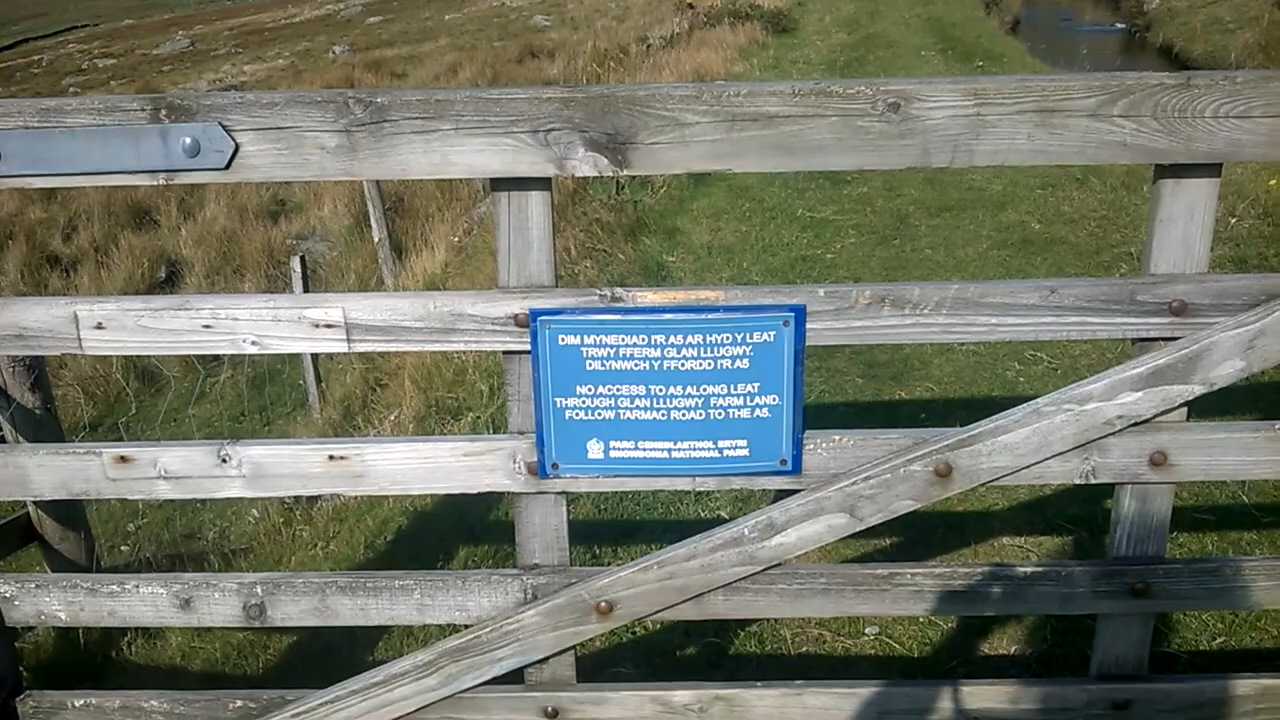 DIM MYNEDIAD I'R A5 AR HYD Y LEAT
TRWY FFERM GLAN LLUGWY.
DILYNWCH Y FFORDD I'R A5
NO ACCESS TO A5 ALONG LEAT
THROUGH GLAN LLUGWY FARM LAND.
FOLLOW TARMAC ROAD TO THE A5.
PARC CENEDLAETHOL ERYRI
SNOWDONIA NATIONAL PARK